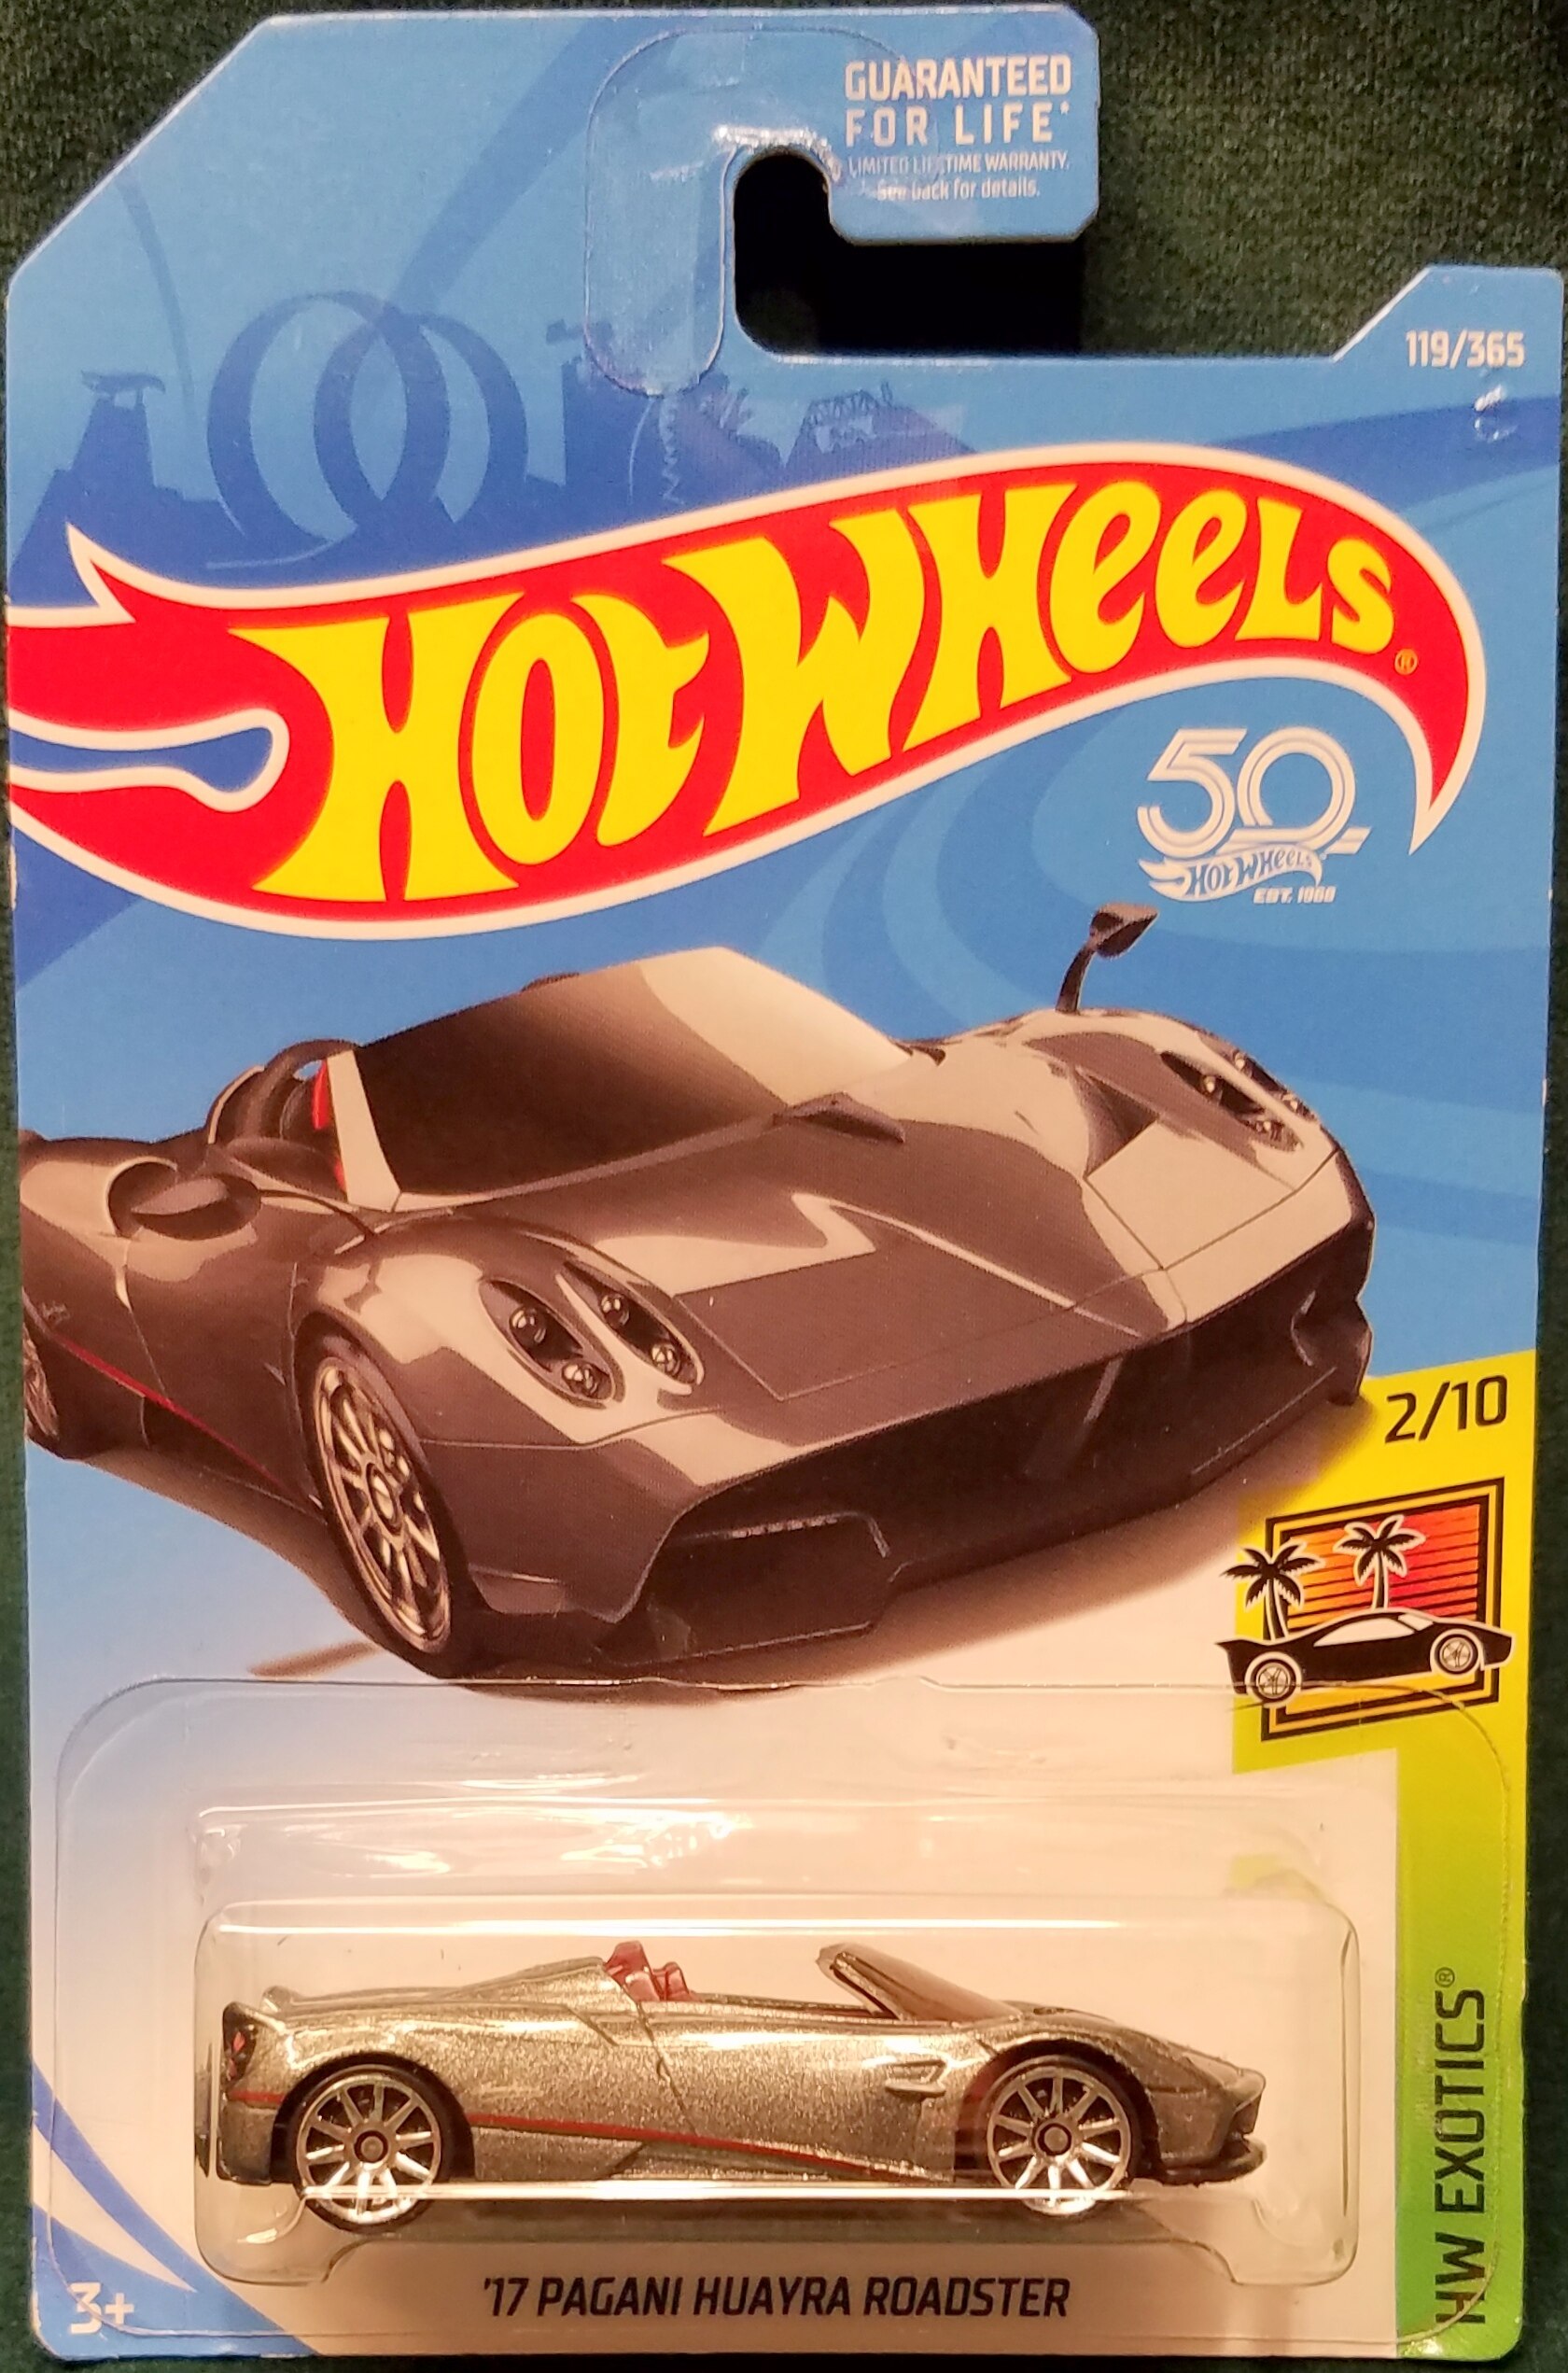 GUARANTEED
FOR LIFE*
LIMITED LIFETIME WARRANTY.
See back for details.
119/365
HOT WHEELS®
50
HOT WHEELS
EST. 1968
2/10
HW EXOTICS®
'17 PAGANI HUAYRA ROADSTER
3+